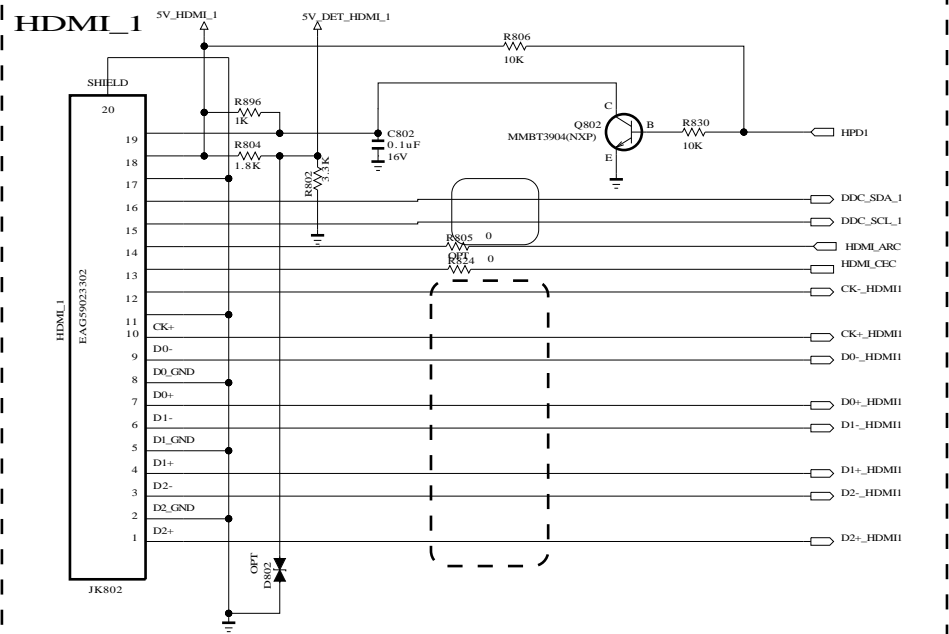 HDMI_1
5V_HDMI_1
5V_DET_HDMI_1
R806
10K
SHIELD
20
R896
1K
C802
0.1uF
16V
C
Q802
MMBT3904(NXP)
B
E
R830
10K
HPD1
19
R804
1.8K
18
R802
3.3K
17
16
DDC_SDA_1
15
DDC_SCL_1
14
R805
0
OPT
HDMI_ARC
13
R824
0
HDMI_CEC
12
CK-_HDMI1
11
CK+
10
CK+_HDMI1
D0-
9
D0-_HDMI1
D0_GND
8
D0+
7
D0+_HDMI1
D1-
6
D1-_HDMI1
D1_GND
5
D1+
4
D1+_HDMI1
D2-
3
D2-_HDMI1
D2_GND
2
D2+
1
D2+_HDMI1
HDMI_1
EAG59023302
OPT
D802
JK802